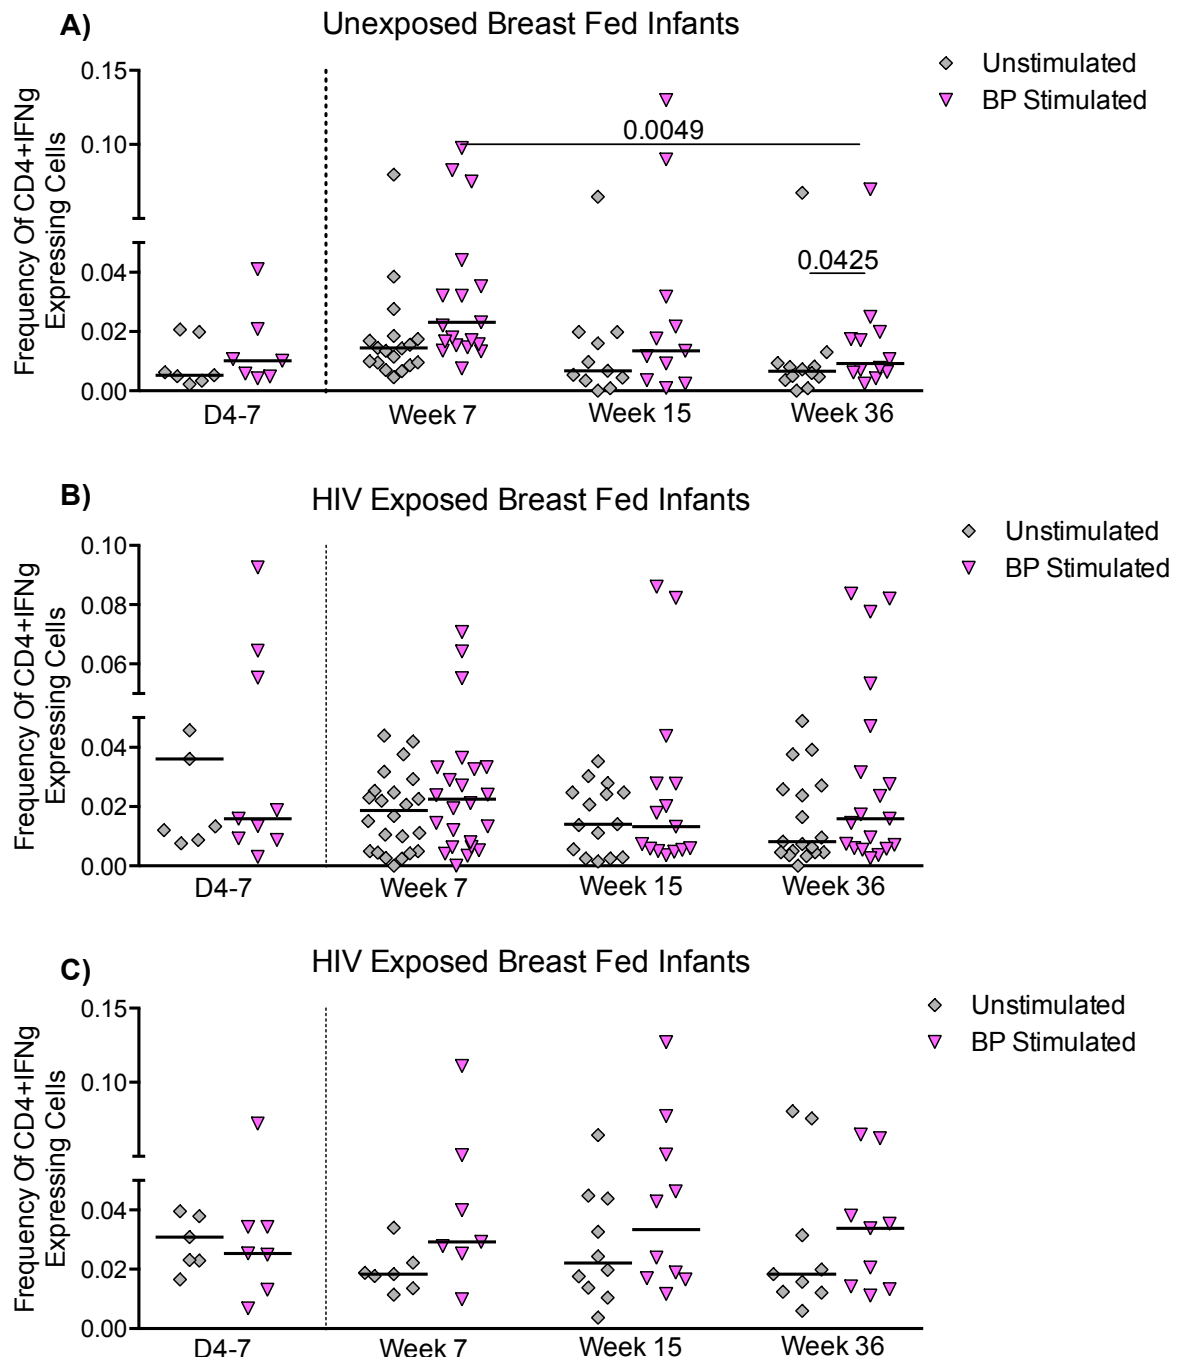 A)
Unexposed Breast Fed Infants
Unstimulated
BP Stimulated
Frequency Of CD4+IFNg
Expressing Cells
0.15
0.10
0.04
0.02
0.00
0.0049
0.0425
D4-7
Week 7
Week 15
Week 36
B)
HIV Exposed Breast Fed Infants
Unstimulated
BP Stimulated
Frequency Of CD4+IFNg
Expressing Cells
0.10
0.08
0.06
0.04
0.02
0.00
D4-7
Week 7
Week 15
Week 36
C)
HIV Exposed Breast Fed Infants
Unstimulated
BP Stimulated
Frequency Of CD4+IFNg
Expressing Cells
0.15
0.10
0.04
0.02
0.00
D4-7
Week 7
Week 15
Week 36